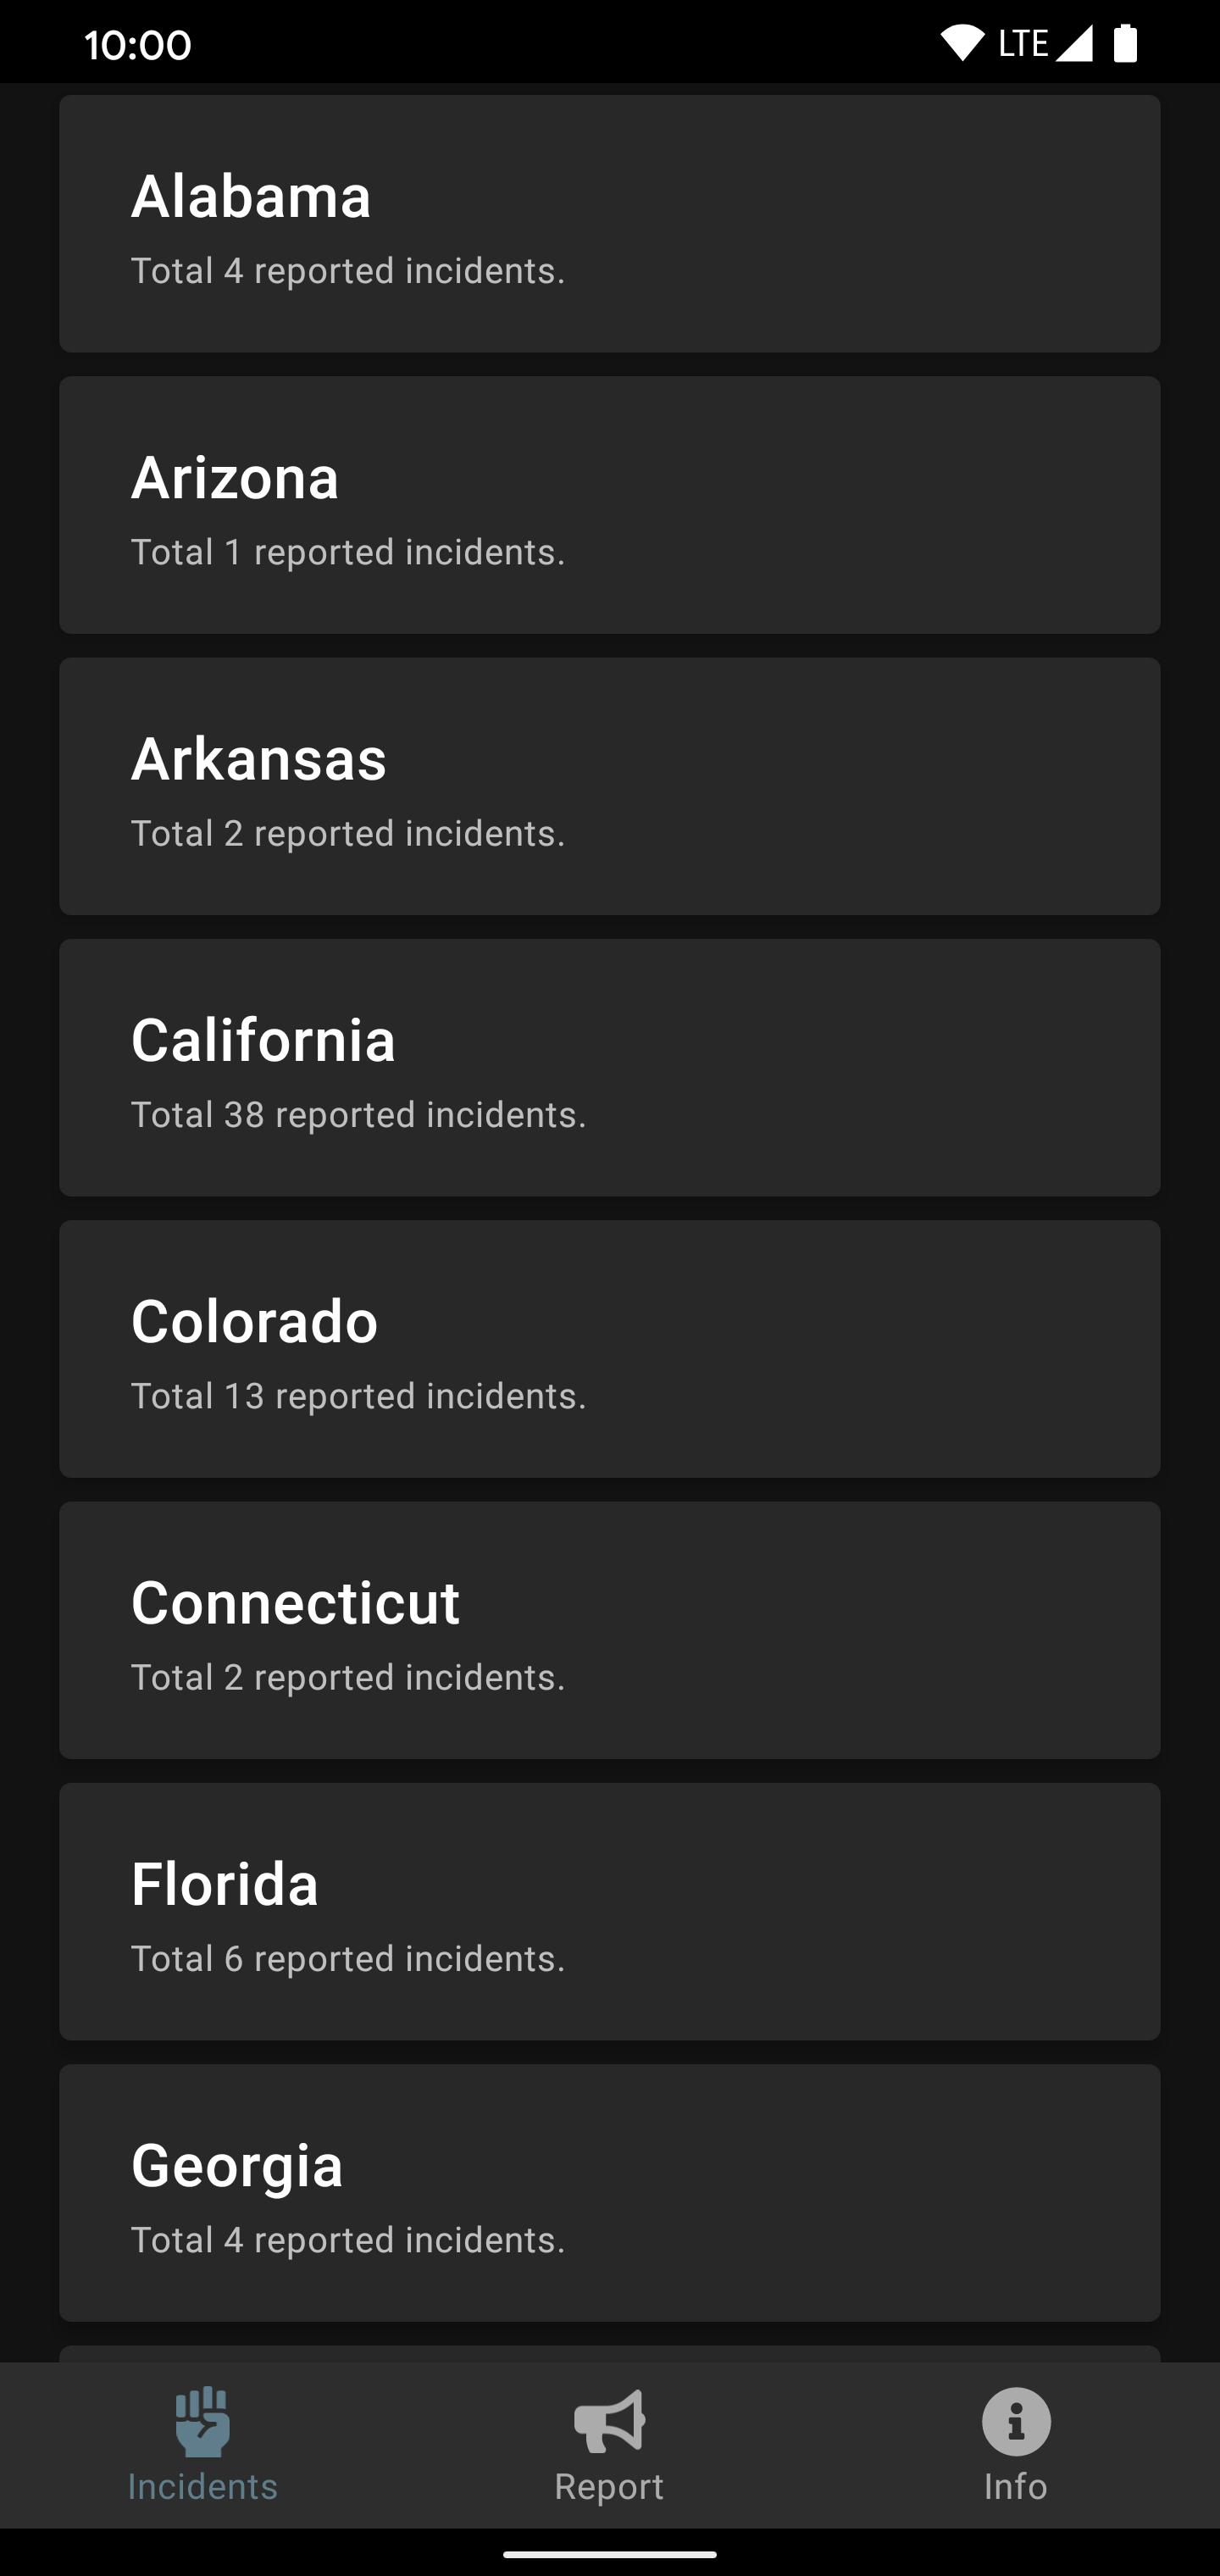 10:00 LTE
Alabama
Total 4 reported incidents.
Arizona
Total 1 reported incidents.
Arkansas
Total 2 reported incidents.
California
Total 38 reported incidents.
Colorado
Total 13 reported incidents.
Connecticut
Total 2 reported incidents.
Florida
Total 6 reported incidents.
Georgia
Total 4 reported incidents.
Incidents Report Info